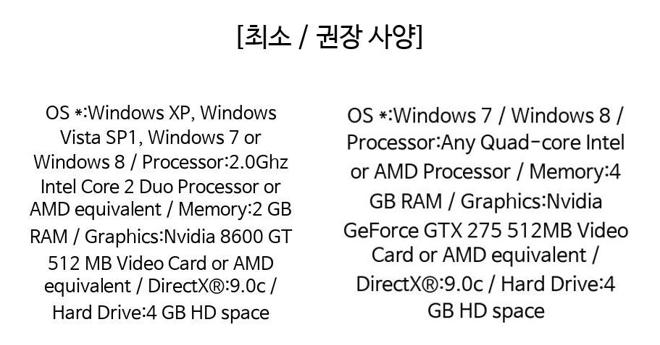 [최소 / 권장 사양]
OS *:Windows XP, Windows
Vista SP1, Windows 7 or
Windows 8 / Processor:2.0Ghz
Intel Core 2 Duo Processor or
AMD equivalent / Memory:2 GB
RAM / Graphics:Nvidia 8600 GT
512 MB Video Card or AMD
equivalent / DirectX®:9.0c /
Hard Drive:4 GB HD space
OS *:Windows 7 / Windows 8 /
Processor:Any Quad-core Intel
or AMD Processor / Memory:4
GB RAM / Graphics:Nvidia
GeForce GTX 275 512MB Video
Card or AMD equivalent /
DirectX®:9.0c / Hard Drive:4
GB HD space